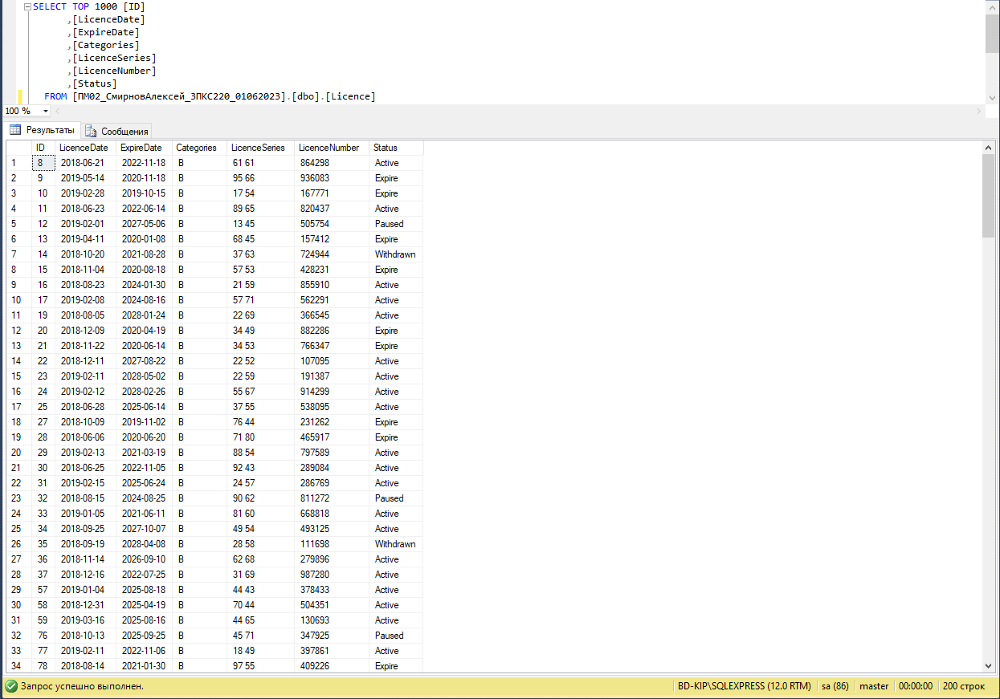 SELECT TOP 1000 [ID]
,[LicenceDate]
,[ExpireDate]
,[Categories]
,[LicenceSeries]
,[LicenceNumber]
,[Status]
FROM [ПМ02_СмирновАлексей_3ПКС220_01062023].[dbo].[Licence]
100 %
Результаты Сообщения
ID LicenceDate ExpireDate Categories LicenceSeries LicenceNumber Status
1 8 2018-06-21 2022-11-18 B 61 61 864298 Active
2 9 2019-05-14 2020-11-18 B 95 66 936083 Expire
3 10 2019-02-28 2019-10-15 B 17 54 167771 Expire
4 11 2018-06-23 2022-06-14 B 89 65 820437 Active
5 12 2019-02-01 2027-05-06 B 13 45 505754 Paused
6 13 2019-04-11 2020-01-08 B 68 45 157412 Expire
7 14 2018-10-20 2021-08-28 B 37 63 724944 Withdrawn
8 15 2018-11-04 2020-08-18 B 57 53 428231 Expire
9 16 2018-08-23 2024-01-30 B 21 59 855910 Active
10 17 2019-02-08 2024-08-16 B 57 71 562291 Active
11 19 2018-08-05 2028-01-24 B 22 69 366545 Active
12 20 2018-12-09 2020-04-19 B 34 49 882286 Expire
13 21 2018-11-22 2020-06-14 B 34 53 766347 Expire
14 22 2018-12-11 2027-08-22 B 22 52 107095 Active
15 23 2019-02-11 2028-05-02 B 22 59 191387 Active
16 24 2019-02-12 2028-02-26 B 55 67 914299 Active
17 25 2018-06-28 2025-06-14 B 37 55 538095 Active
18 27 2018-10-09 2019-11-02 B 76 44 231262 Expire
19 28 2018-06-06 2020-06-20 B 71 80 465917 Expire
20 29 2019-02-13 2021-03-19 B 88 54 797589 Active
21 30 2018-06-25 2022-11-05 B 92 43 289084 Active
22 31 2019-02-15 2025-06-24 B 24 57 286769 Active
23 32 2018-08-15 2024-08-25 B 90 62 811272 Paused
24 33 2019-01-05 2021-06-11 B 81 60 668818 Active
25 34 2018-09-25 2027-10-07 B 49 54 493125 Active
26 35 2018-09-19 2028-04-08 B 28 58 111698 Withdrawn
27 36 2018-11-14 2026-09-10 B 62 68 279896 Active
28 37 2018-12-16 2022-07-25 B 31 69 987280 Active
29 57 2019-01-04 2025-08-18 B 44 43 378433 Active
30 58 2018-12-31 2025-04-19 B 70 44 504351 Active
31 59 2019-03-16 2025-08-16 B 44 65 130693 Active
32 76 2018-10-13 2025-09-25 B 45 71 347925 Paused
33 77 2019-02-11 2022-11-06 B 18 49 397861 Active
34 78 2018-08-14 2021-01-30 B 97 55 409226 Expire
Запрос успешно выполнен. BD-KIP\SQLEXPRESS (12.0 RTM) sa (86) master 00:00:00 200 строк